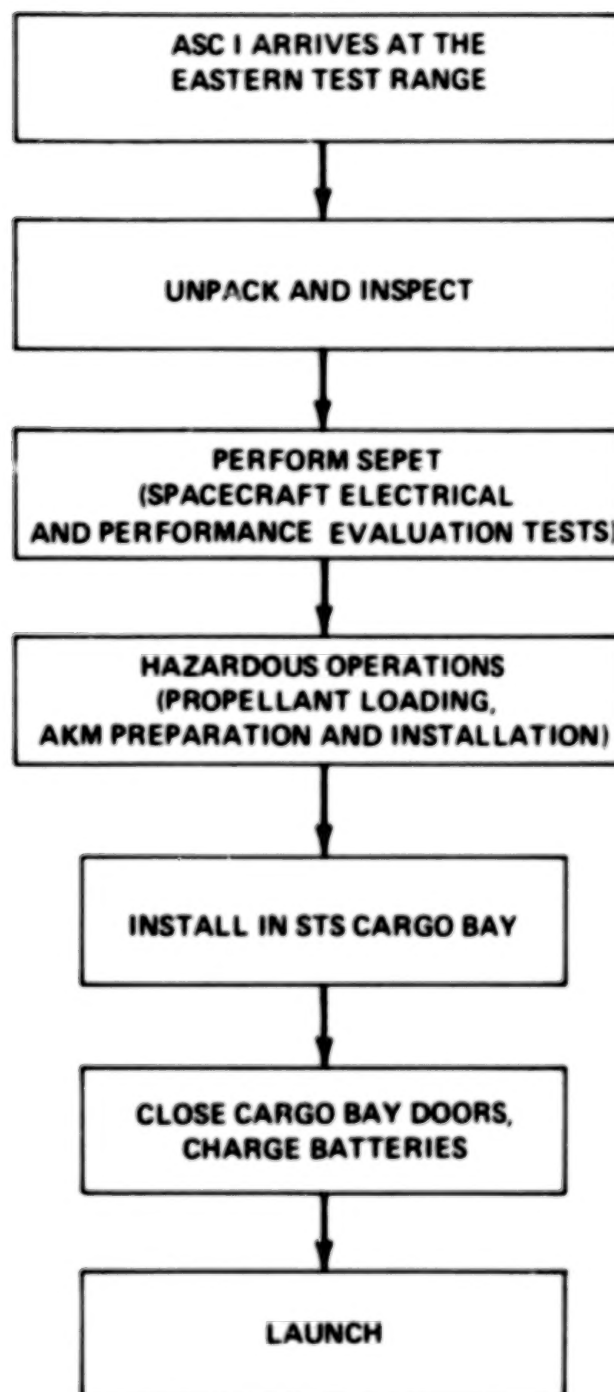 ASC I ARRIVES AT THE
EASTERN TEST RANGE
UNPACK AND INSPECT
PERFORM SEPET
(SPACECRAFT ELECTRICAL
AND PERFORMANCE EVALUATION TESTS)
HAZARDOUS OPERATIONS
(PROPELLANT LOADING,
AKM PREPARATION AND INSTALLATION)
INSTALL IN STS CARGO BAY
CLOSE CARGO BAY DOORS,
CHARGE BATTERIES
LAUNCH